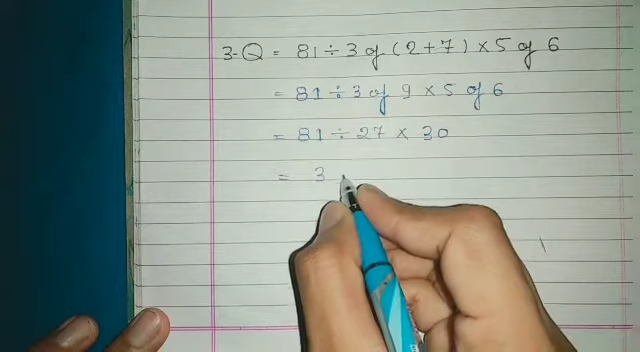 3. Q = 81 ÷ 3 of (2+7) × 5 of 6
= 81 ÷ 3 of 9 × 5 of 6
= 81 ÷ 27 × 30
= 3